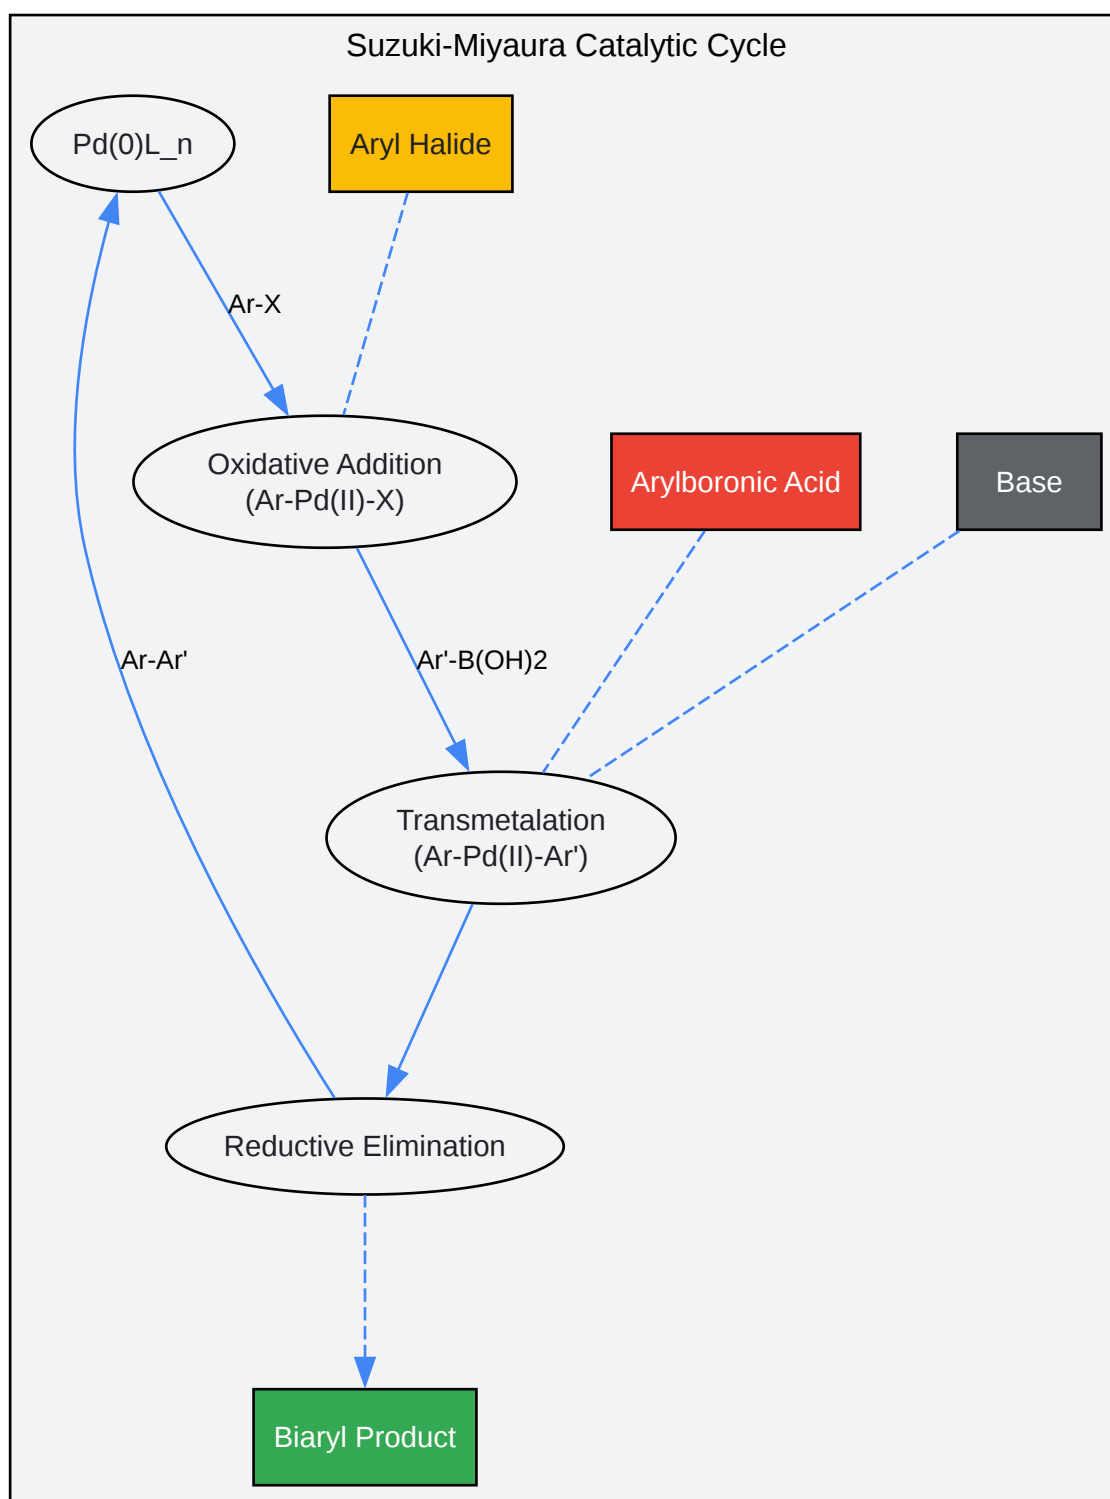 Suzuki-Miyaura Catalytic Cycle
Pd(0)L_n
Aryl Halide
Ar-X
Oxidative Addition
(Ar-Pd(II)-X)
Arylboronic Acid
Base
Ar-Ar'
Ar'-B(OH)2
Transmetalation
(Ar-Pd(II)-Ar')
Reductive Elimination
Biaryl Product